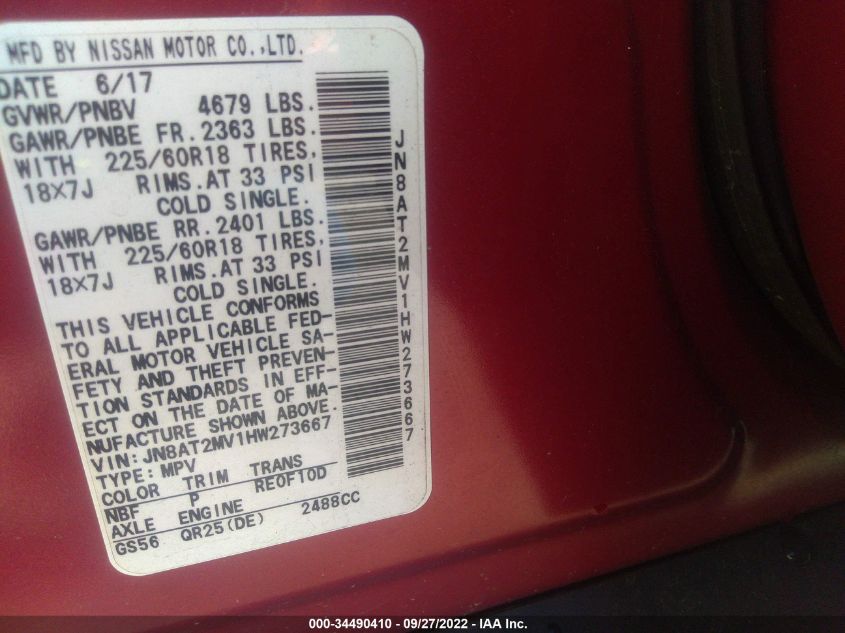 MFD BY NISSAN MOTOR CO.,LTD.
DATE 6/17
GVWR/PNBV 4679 LBS.
GAWR/PNBE FR. 2363 LBS.
WITH 225/60R18 TIRES,
18X7J RIMS.AT 33 PSI
COLD SINGLE.
GAWR/PNBE RR. 2401 LBS.
WITH 225/60R18 TIRES,
18X7J RIMS.AT 33 PSI
COLD SINGLE.
THIS VEHICLE CONFORMS
TO ALL APPLICABLE FED-
ERAL MOTOR VEHICLE SA-
FETY AND THEFT PREVEN-
TION STANDARDS IN EFF-
ECT ON THE DATE OF MA-
NUFACTURE SHOWN ABOVE.
VIN:JN8AT2MV1HW273667
TYPE:MPV
COLOR TRIM TRANS
NBF P RE0F10D
AXLE ENGINE
GS56 QR25(DE) 2488CC
JN8AT2MV1HW273667
000-34490410 - 09/27/2022 - IAA Inc.